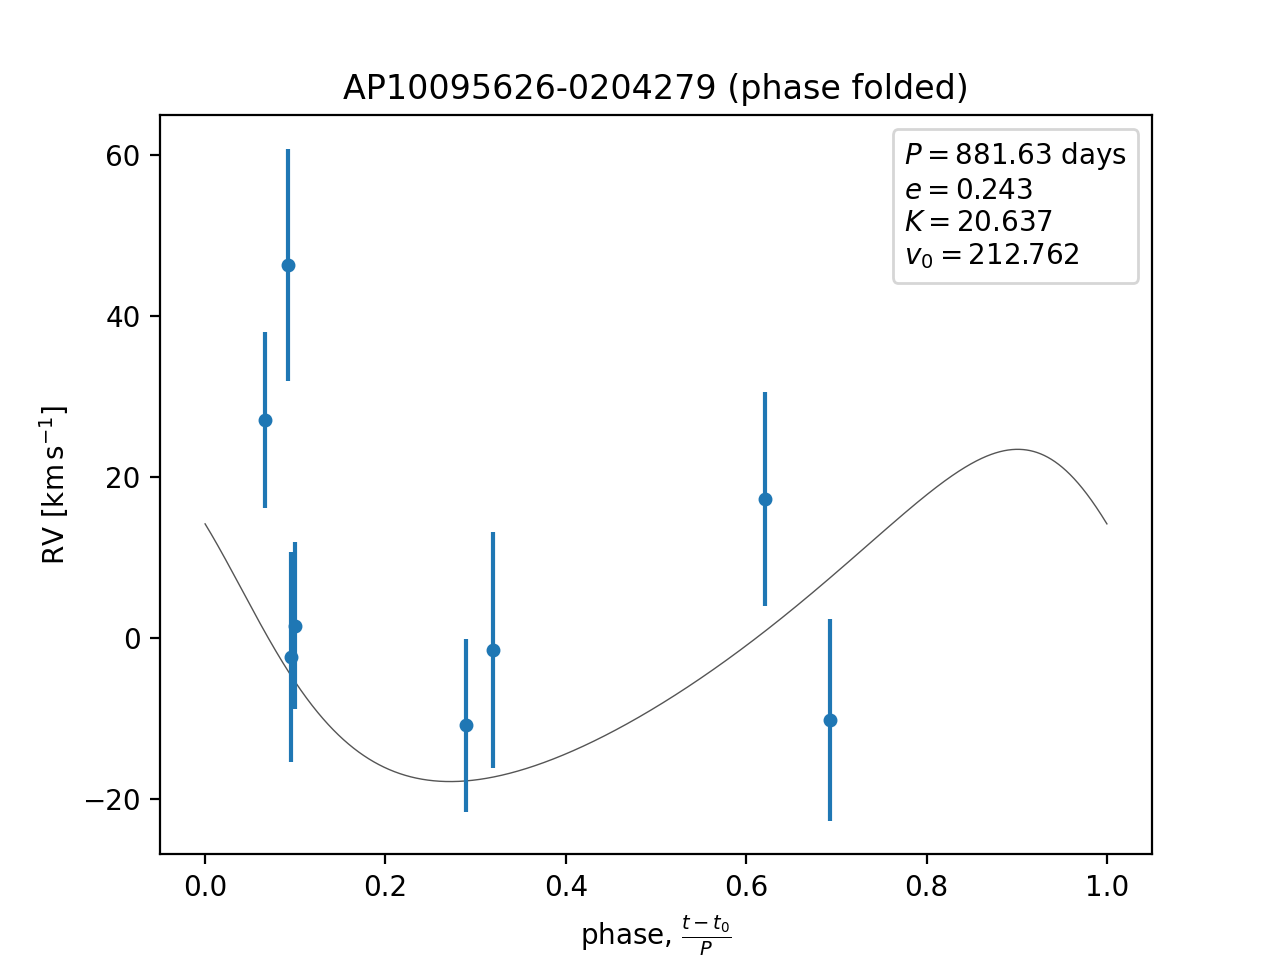 AP10095626-0204279 (phase folded)
P = 881.63 days
e = 0.243
K = 20.637
v₀ = 212.762
60
40
20
0
−20
RV [km s⁻¹]
0.0 0.2 0.4 0.6 0.8 1.0
phase, (t − t₀)/P